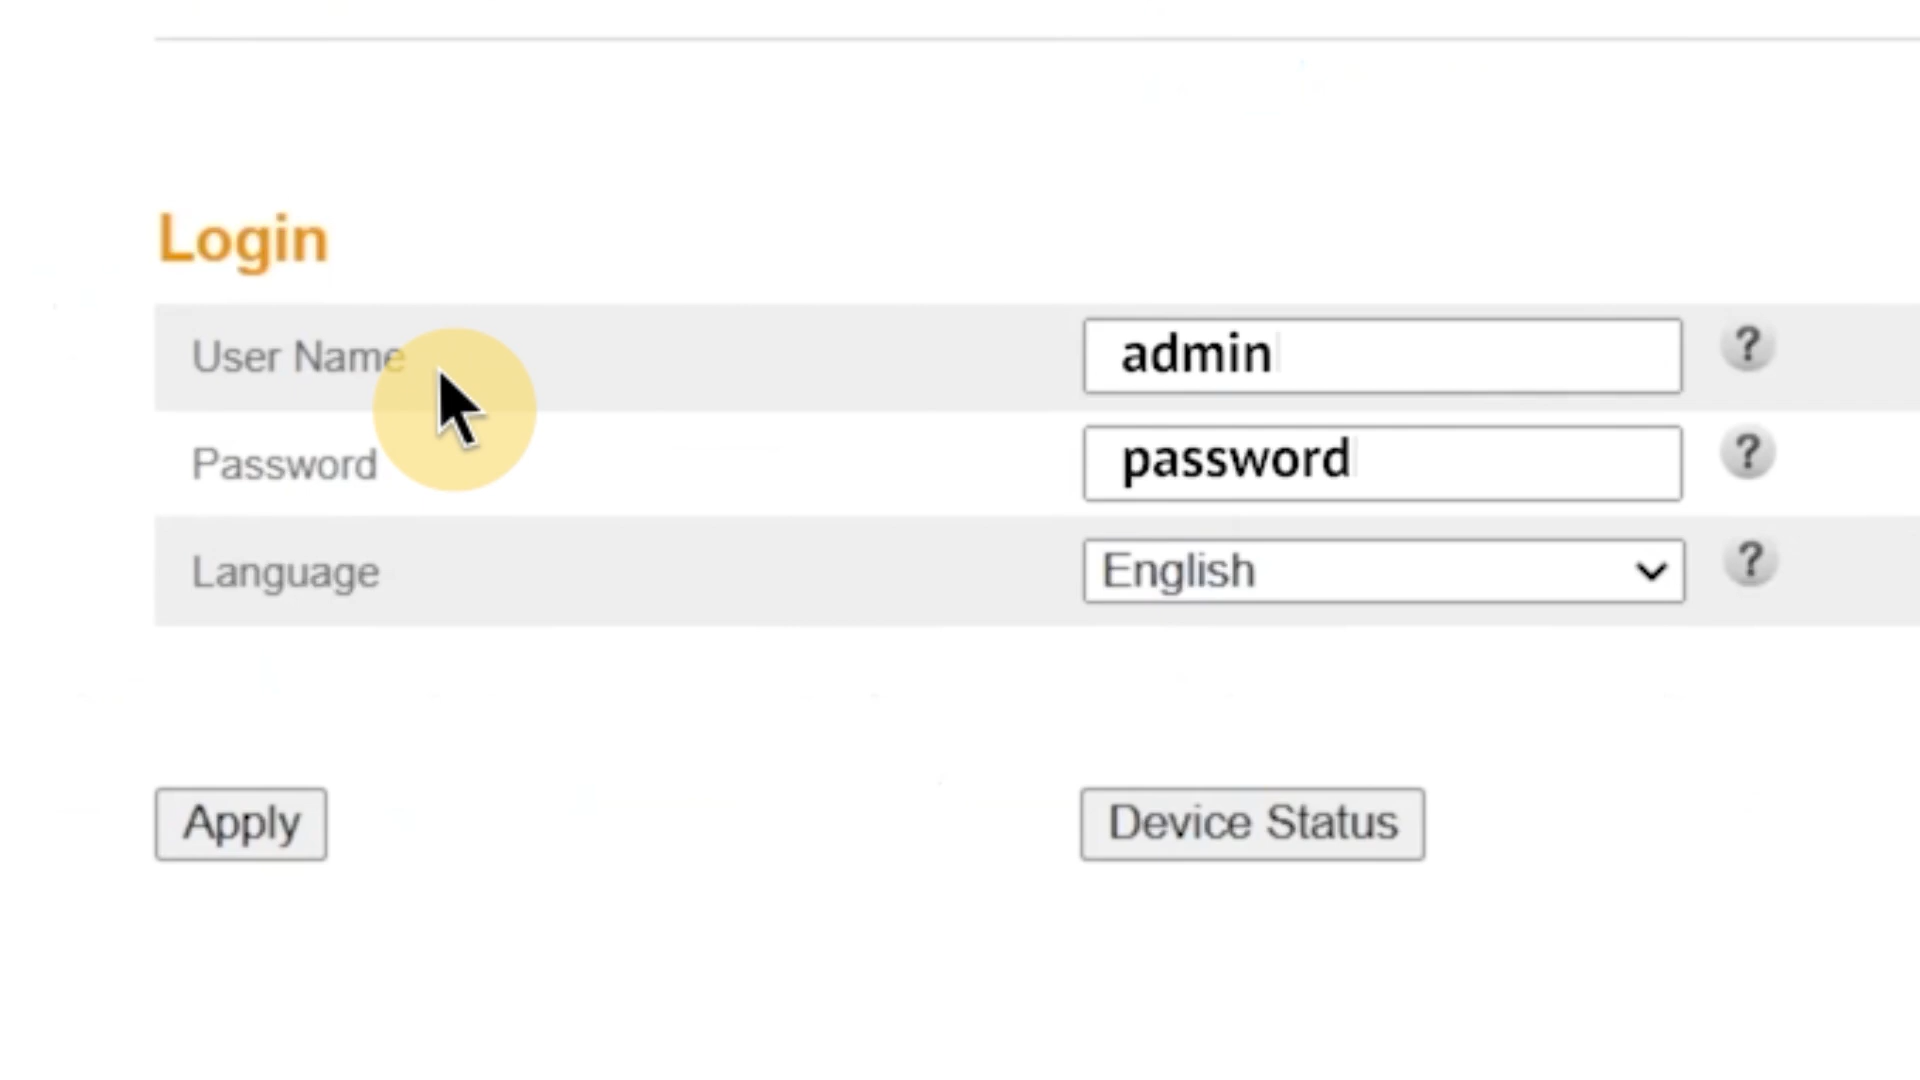 Login
User Name admin ?
Password password ?
Language English ?
Apply Device Status